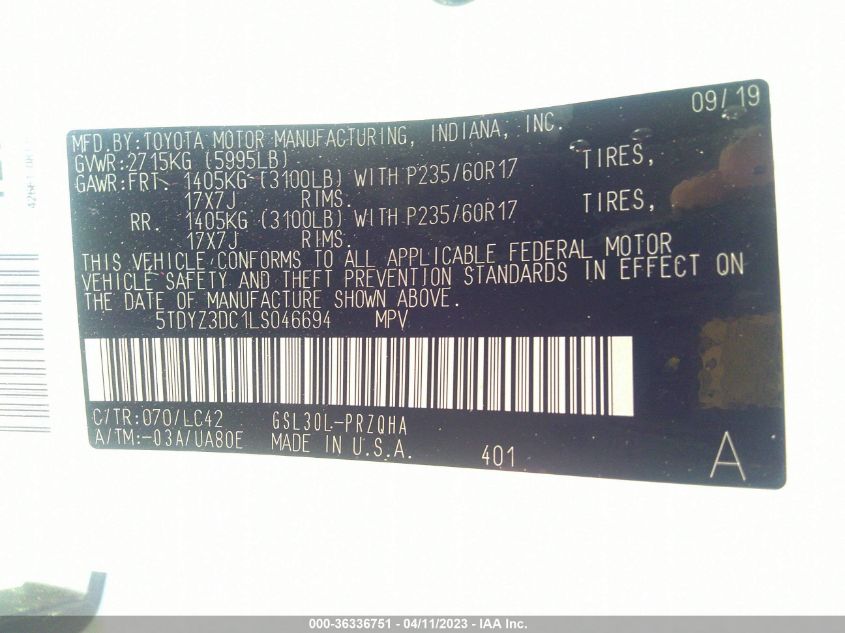 09/19
MFD.BY:TOYOTA MOTOR MANUFACTURING, INDIANA, INC.
GVWR:2715KG (5995LB)
GAWR:FRT. 1405KG (3100LB) WITH P235/60R17 TIRES,
17X7J RIMS.
RR. 1405KG (3100LB) WITH P235/60R17 TIRES,
17X7J RIMS.
THIS VEHICLE CONFORMS TO ALL APPLICABLE FEDERAL MOTOR
VEHICLE SAFETY AND THEFT PREVENTION STANDARDS IN EFFECT ON
THE DATE OF MANUFACTURE SHOWN ABOVE.
5TDYZ3DC1LS046694 MPV
C/TR:070/LC42 GSL30L-PRZQHA
A/TM:-03A/UA80E MADE IN U.S.A. 401 A
000-36336751 - 04/11/2023 - IAA Inc.